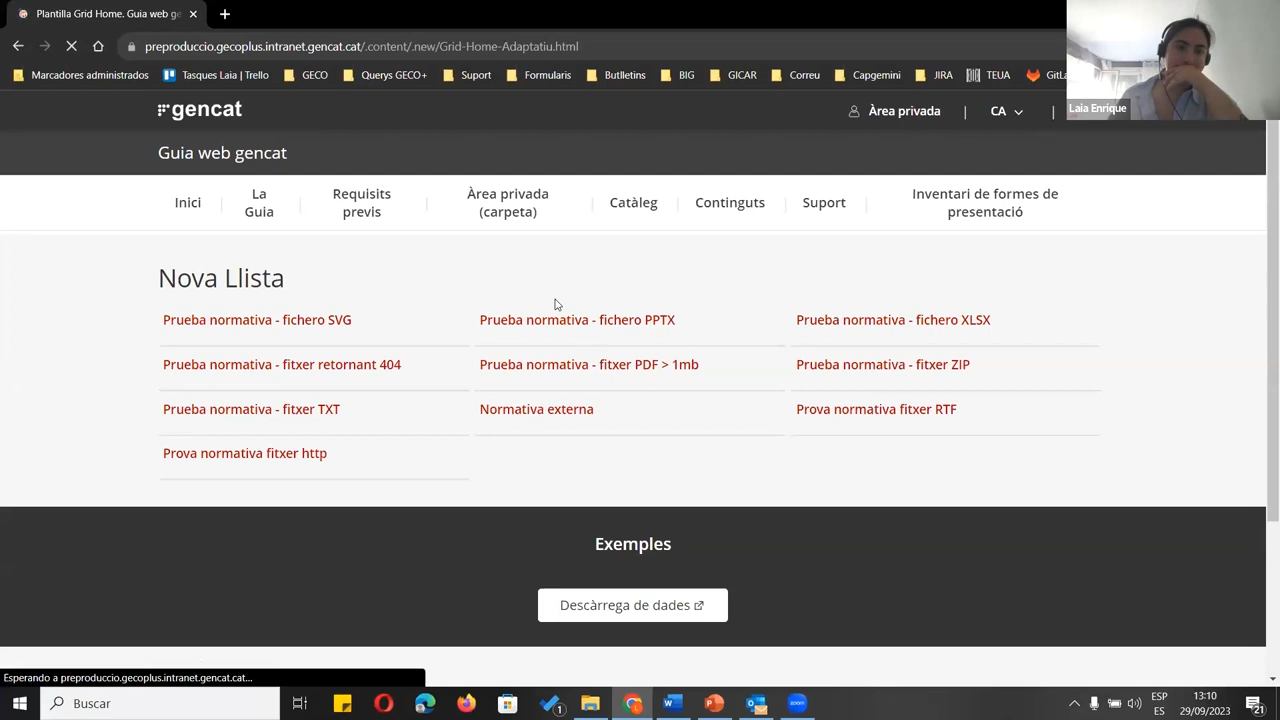 Plantilla Grid Home. Guia web ge
preproduccio.gecoplus.intranet.gencat.cat/.content/.new/Grid-Home-Adaptatiu.html
Marcadores administrados
Tasques Laia | Trello
GECO
Querys GECO+
Suport
Formularis
Butlletins
BIG
GICAR
Correu
Capgemini
JIRA
TEUA
GitLa
Laia Enrique
gencat
Àrea privada
CA
Guia web gencat
Inici
La Guia
Requisits previs
Àrea privada (carpeta)
Catàleg
Continguts
Suport
Inventari de formes de presentació
Nova Llista
Prueba normativa - fichero SVG
Prueba normativa - fichero PPTX
Prueba normativa - fichero XLSX
Prueba normativa - fitxer retornant 404
Prueba normativa - fitxer PDF > 1mb
Prueba normativa - fitxer ZIP
Prueba normativa - fitxer TXT
Normativa externa
Prova normativa fitxer RTF
Prova normativa fitxer http
Exemples
Descàrrega de dades
Esperando a preproduccio.gecoplus.intranet.gencat.cat...
Buscar
1
ESP
ES
13:10
29/09/2023
21